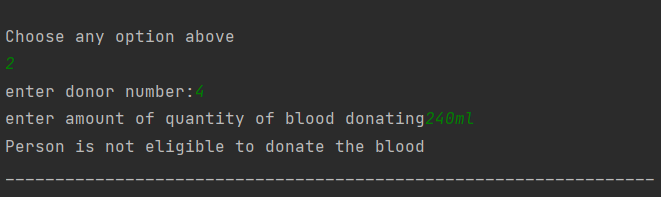 Choose any option above
2
enter donor number:4
enter amount of quantity of blood donating240ml
Person is not eligible to donate the blood
-----------------------------------------------------------------